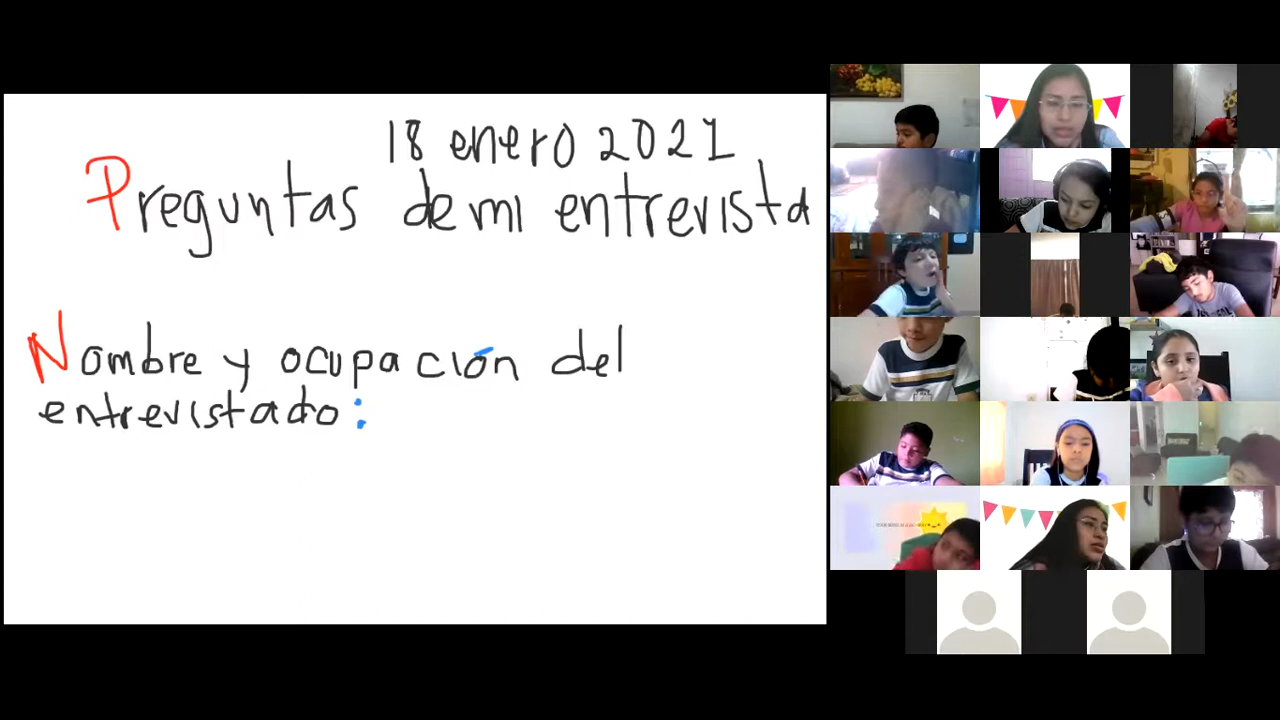 18 enero 2021
Preguntas de mi entrevista
Nombre y ocupación del
entrevistado: